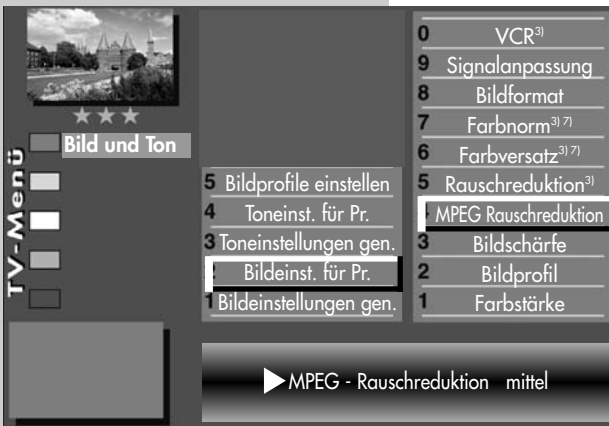 TV-Menü
Bild und Ton
5 Bildprofile einstellen
4 Toneinst. für Pr.
3 Toneinstellungen gen.
2 Bildeinst. für Pr.
1 Bildeinstellungen gen.
0 VCR³⁾
9 Signalanpassung
8 Bildformat
7 Farbnorm³⁾ ⁷⁾
6 Farbversatz³⁾ ⁷⁾
5 Rauschreduktion³⁾
4 MPEG Rauschreduktion
3 Bildschärfe
2 Bildprofil
1 Farbstärke
MPEG - Rauschreduktion mittel